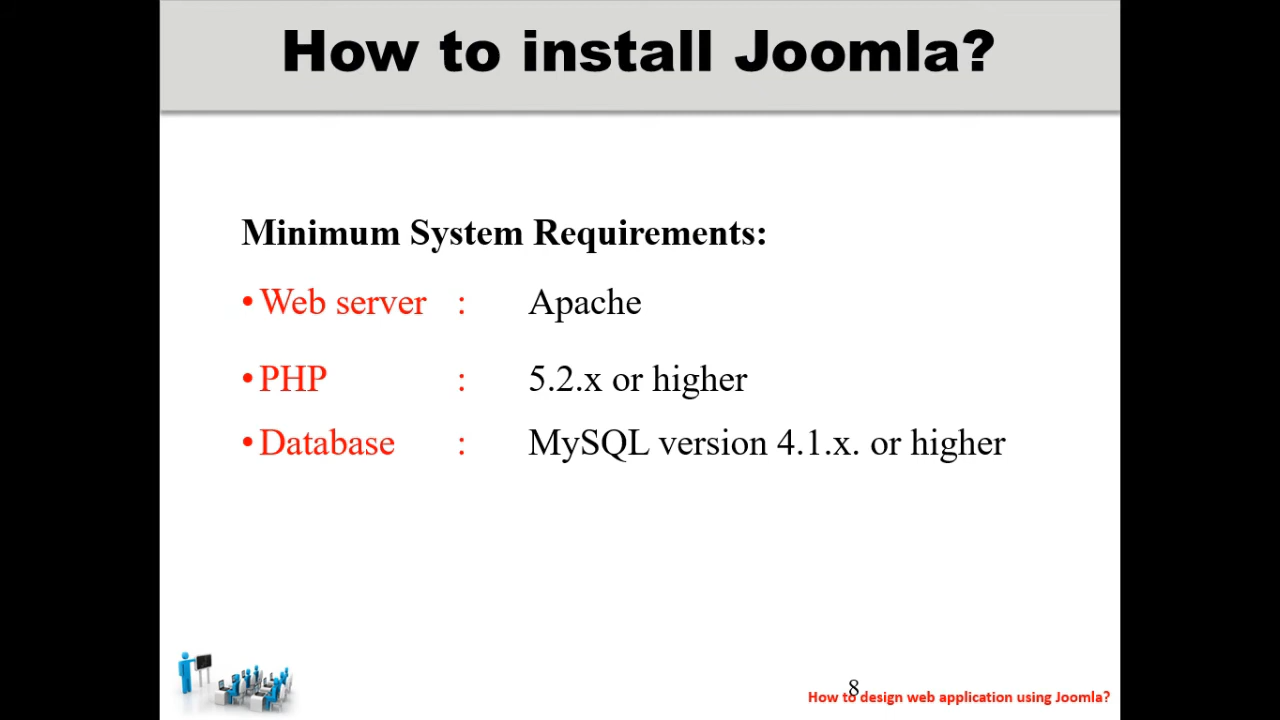 How to install Joomla?
Minimum System Requirements:
•Web server : Apache
•PHP : 5.2.x or higher
•Database : MySQL version 4.1.x. or higher
8
How to design web application using Joomla?